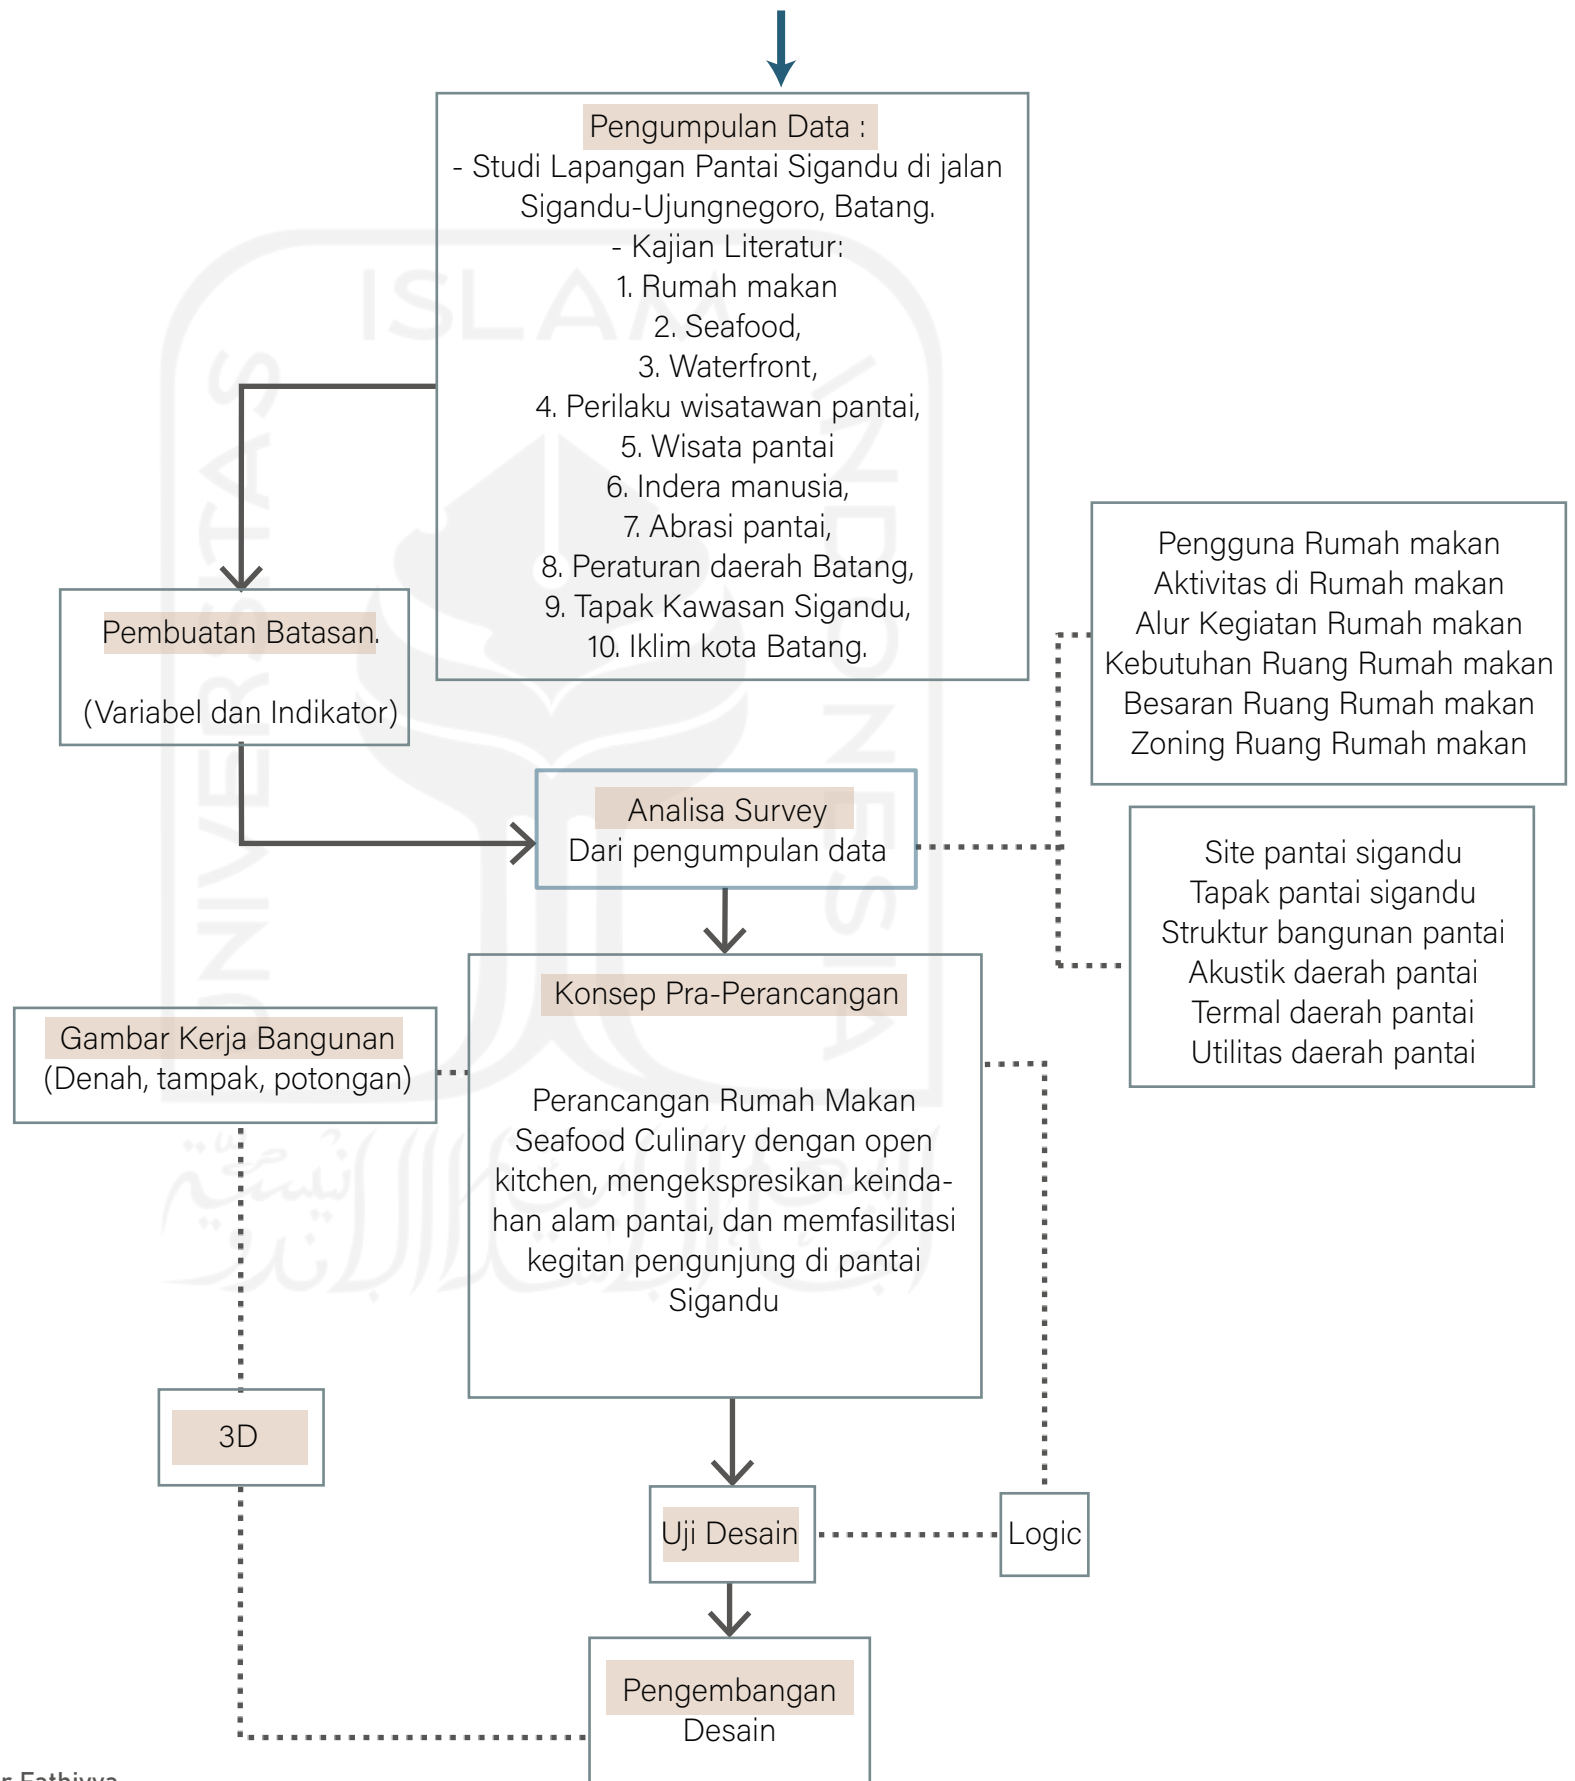 Pengumpulan Data :
- Studi Lapangan Pantai Sigandu di jalan
Sigandu-Ujungnegoro, Batang.
- Kajian Literatur:
1. Rumah makan
2. Seafood,
3. Waterfront,
4. Perilaku wisatawan pantai,
5. Wisata pantai
6. Indera manusia,
7. Abrasi pantai,
8. Peraturan daerah Batang,
9. Tapak Kawasan Sigandu,
10. Iklim kota Batang.
Pembuatan Batasan.
(Variabel dan Indikator)
Analisa Survey
Dari pengumpulan data
Pengguna Rumah makan
Aktivitas di Rumah makan
Alur Kegiatan Rumah makan
Kebutuhan Ruang Rumah makan
Besaran Ruang Rumah makan
Zoning Ruang Rumah makan
Site pantai sigandu
Tapak pantai sigandu
Struktur bangunan pantai
Akustik daerah pantai
Termal daerah pantai
Utilitas daerah pantai
Konsep Pra-Perancangan
Perancangan Rumah Makan
Seafood Culinary dengan open
kitchen, mengekspresikan keinda-
han alam pantai, dan memfasilitasi
kegitan pengunjung di pantai
Sigandu
Gambar Kerja Bangunan
(Denah, tampak, potongan)
3D
Uji Desain
Logic
Pengembangan
Desain
UNIVERSITAS
ISLAM
INDONESIA